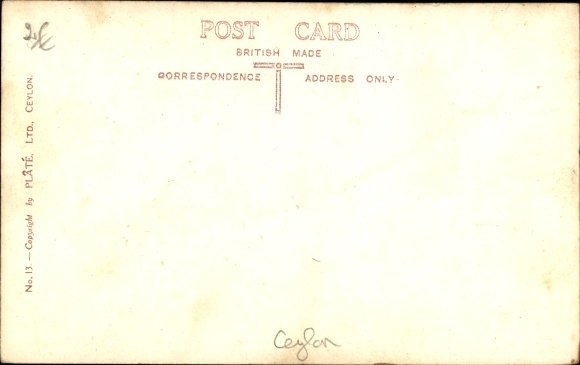 POST CARD
BRITISH MADE
CORRESPONDENCE ADDRESS ONLY
No. 13. — Copyright by PLÂTÉ, LTD., CEYLON.
Ceylon